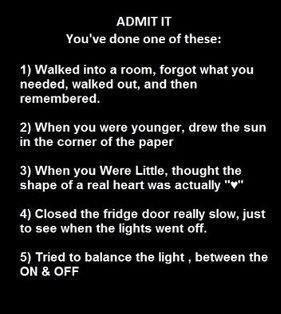 ADMIT IT
You've done one of these:
1) Walked into a room, forgot what you
needed, walked out, and then
remembered.
2) When you were younger, drew the sun
in the corner of the paper
3) When you Were Little, thought the
shape of a real heart was actually "♥"
4) Closed the fridge door really slow, just
to see when the lights went off.
5) Tried to balance the light , between the
ON & OFF